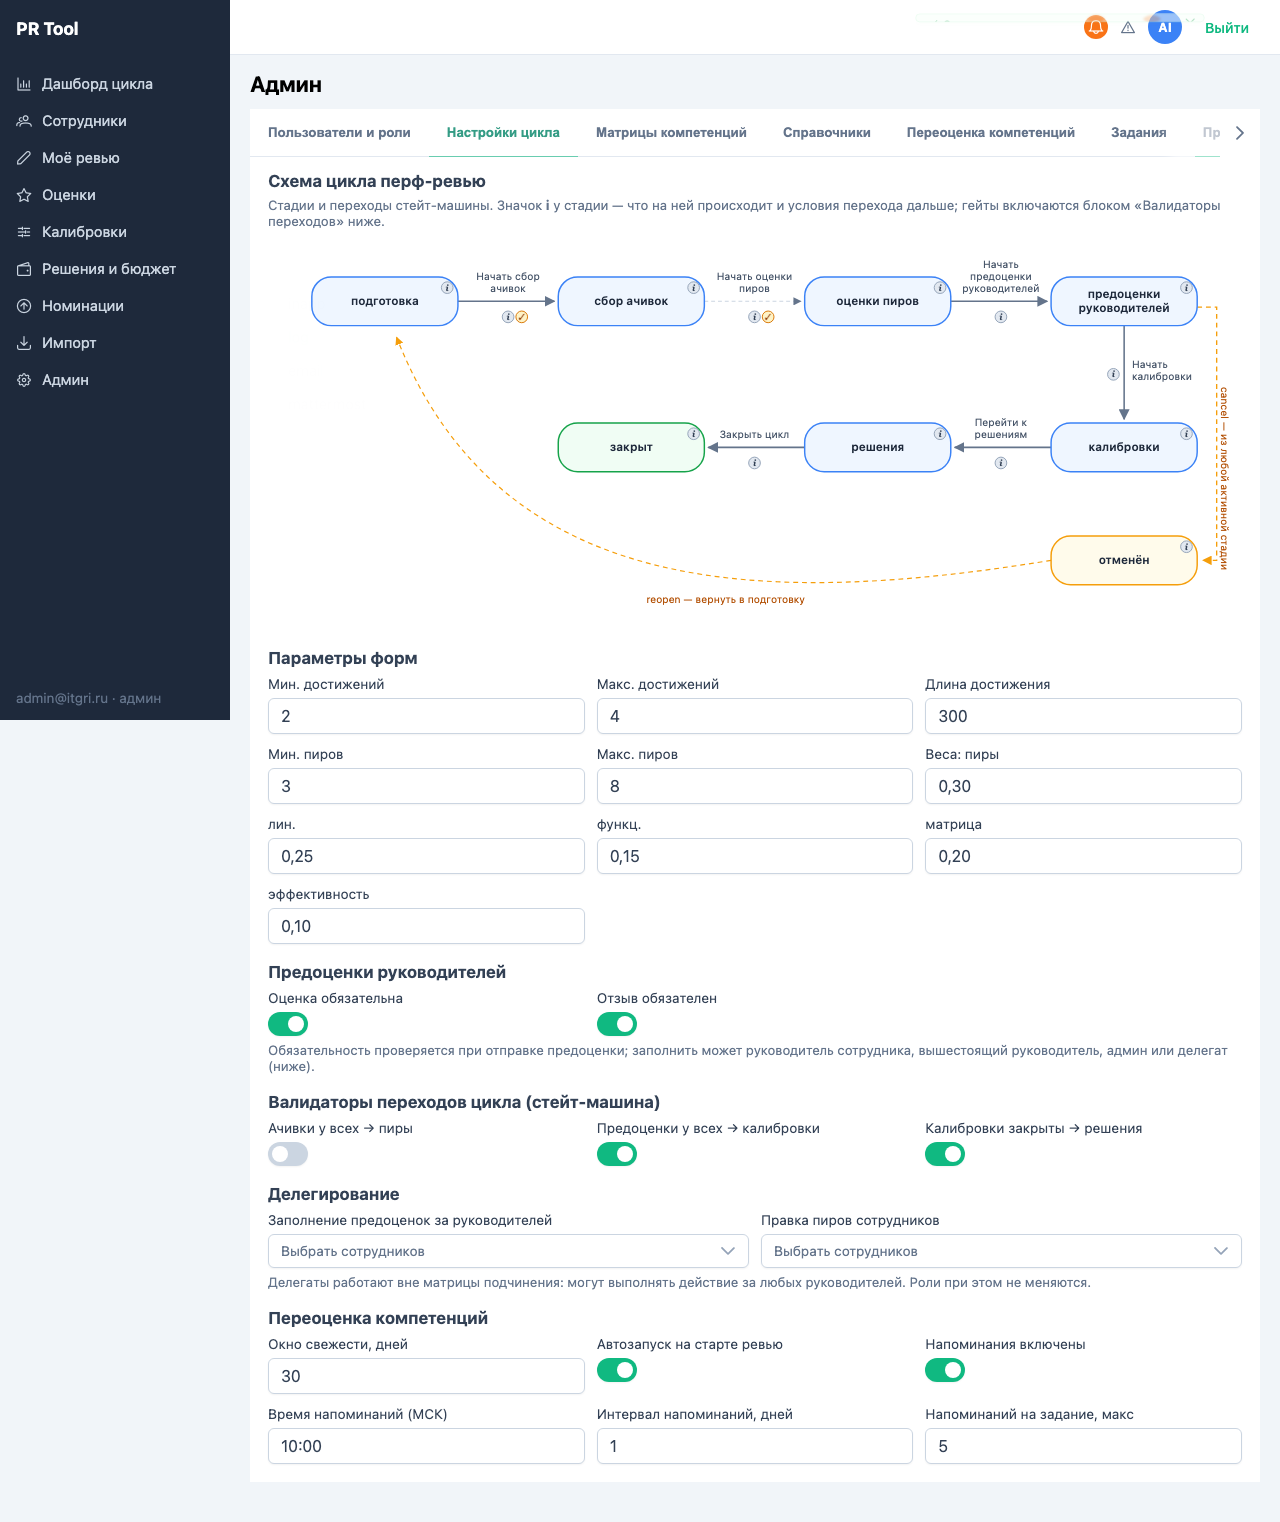 PR Tool
Дашборд цикла
Сотрудники
Моё ревью
Оценки
Калибровки
Решения и бюджет
Номинации
Импорт
Админ
admin@itgri.ru · админ
AI
Выйти
Админ
Пользователи и роли
Настройки цикла
Матрицы компетенций
Справочники
Переоценка компетенций
Задания
Пр
Схема цикла перф-ревью
Стадии и переходы стейт-машины. Значок i у стадии — что на ней происходит и условия перехода дальше; гейты включаются блоком «Валидаторы
переходов» ниже.
подготовка
Начать сбор
ачивок
сбор ачивок
Начать оценки
пиров
оценки пиров
Начать
предоценки
руководителей
предоценки
руководителей
Начать
калибровки
cancel — из любой активной стадии
закрыт
Закрыть цикл
решения
Перейти к
решениям
калибровки
отменён
reopen — вернуть в подготовку
Параметры форм
Мин. достижений
Макс. достижений
Длина достижения
2
4
300
Мин. пиров
Макс. пиров
Веса: пиры
3
8
0,30
лин.
функц.
матрица
0,25
0,15
0,20
эффективность
0,10
Предоценки руководителей
Оценка обязательна
Отзыв обязателен
Обязательность проверяется при отправке предоценки; заполнить может руководитель сотрудника, вышестоящий руководитель, админ или делегат
(ниже).
Валидаторы переходов цикла (стейт-машина)
Ачивки у всех → пиры
Предоценки у всех → калибровки
Калибровки закрыты → решения
Делегирование
Заполнение предоценок за руководителей
Правка пиров сотрудников
Выбрать сотрудников
Выбрать сотрудников
Делегаты работают вне матрицы подчинения: могут выполнять действие за любых руководителей. Роли при этом не меняются.
Переоценка компетенций
Окно свежести, дней
Автозапуск на старте ревью
Напоминания включены
30
Время напоминаний (МСК)
Интервал напоминаний, дней
Напоминаний на задание, макс
10:00
1
5